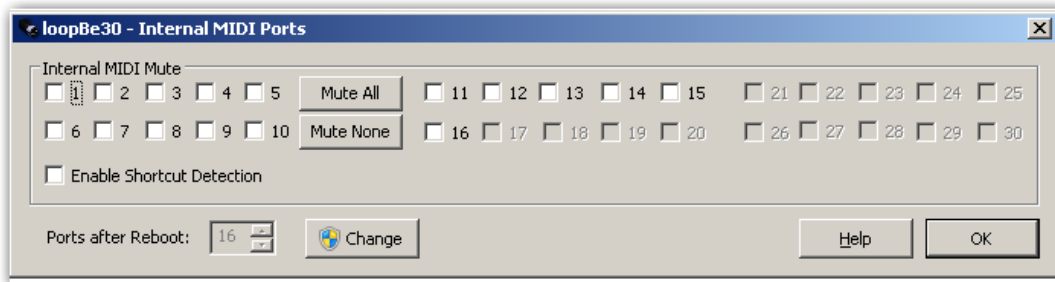 loopBe30 - Internal MIDI Ports
Internal MIDI Mute
1 2 3 4 5 Mute All 11 12 13 14 15 21 22 23 24 25
6 7 8 9 10 Mute None 16 17 18 19 20 26 27 28 29 30
Enable Shortcut Detection
Ports after Reboot: 16 Change Help OK